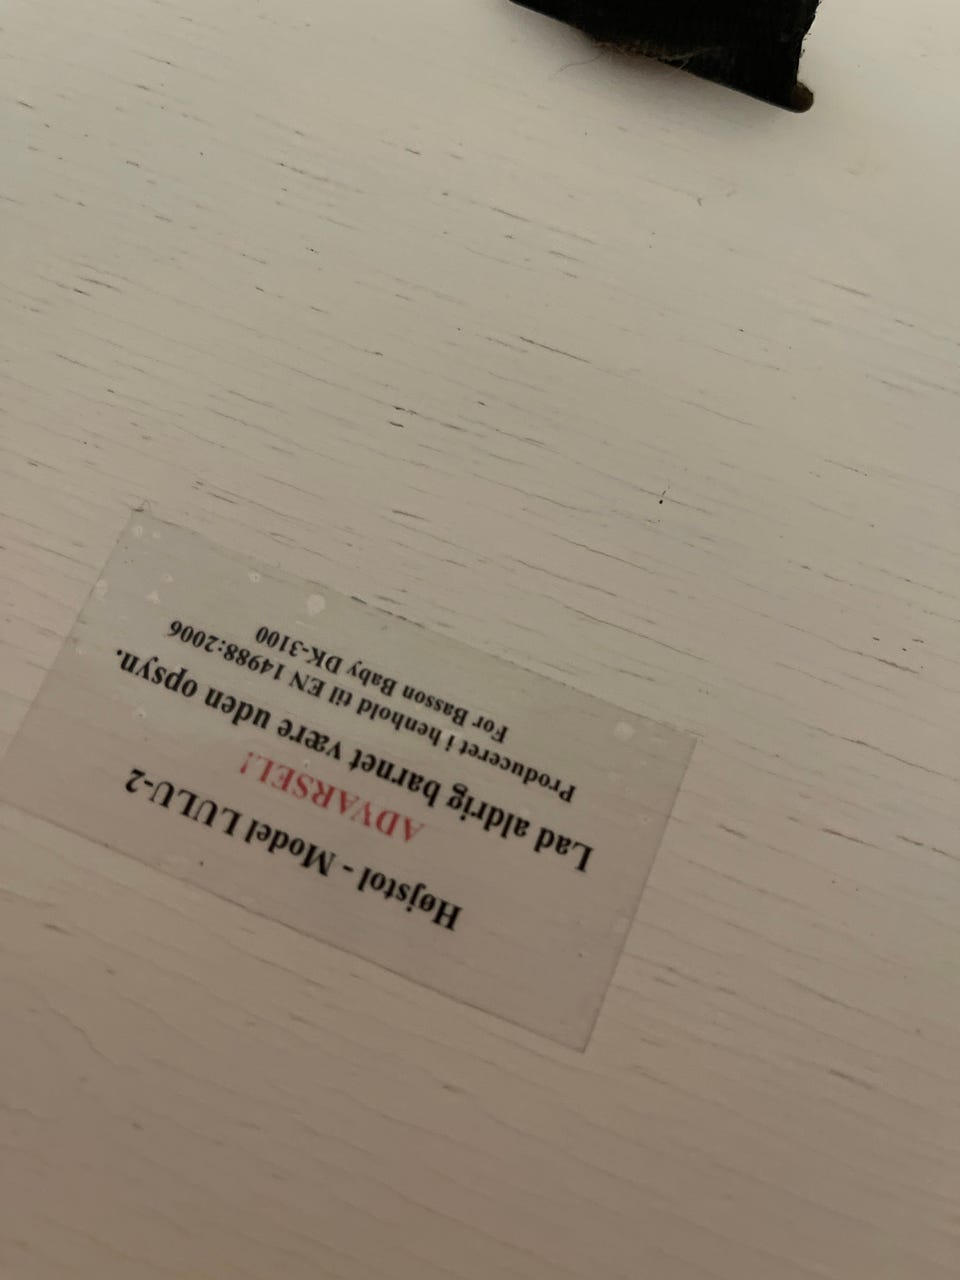 Højstol - Model LULU-2
ADVARSEL!
Lad aldrig barnet være uden opsyn.
Produceret i henhold til EN 14988:2006
For Basson Baby DK-3100